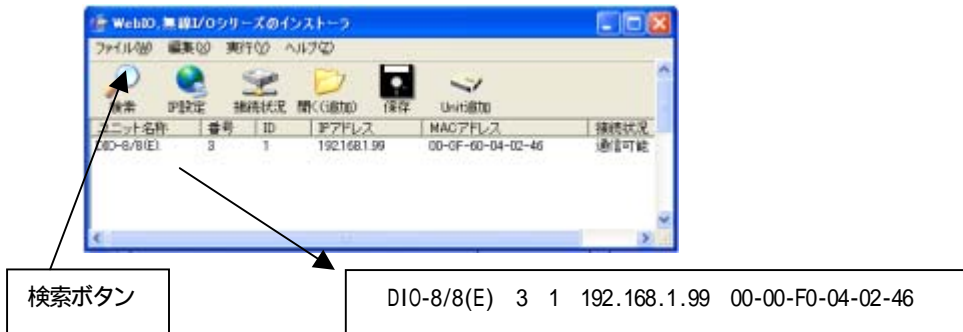 WebIO,無線I/Oシリーズのインストーラ
ファイル(W) 編集(X) 実行(Y) ヘルプ(Z)
検索 IP設定 接続状況 開く(追加) 保存 Unit追加
ユニット名称 番号 ID IPアドレス MACアドレス 接続状況
DIO-8/8(E) 3 1 192.168.1.99 00-0F-60-04-02-46 通信可能
検索ボタン
DIO-8/8(E) 3 1 192.168.1.99 00-00-F0-04-02-46